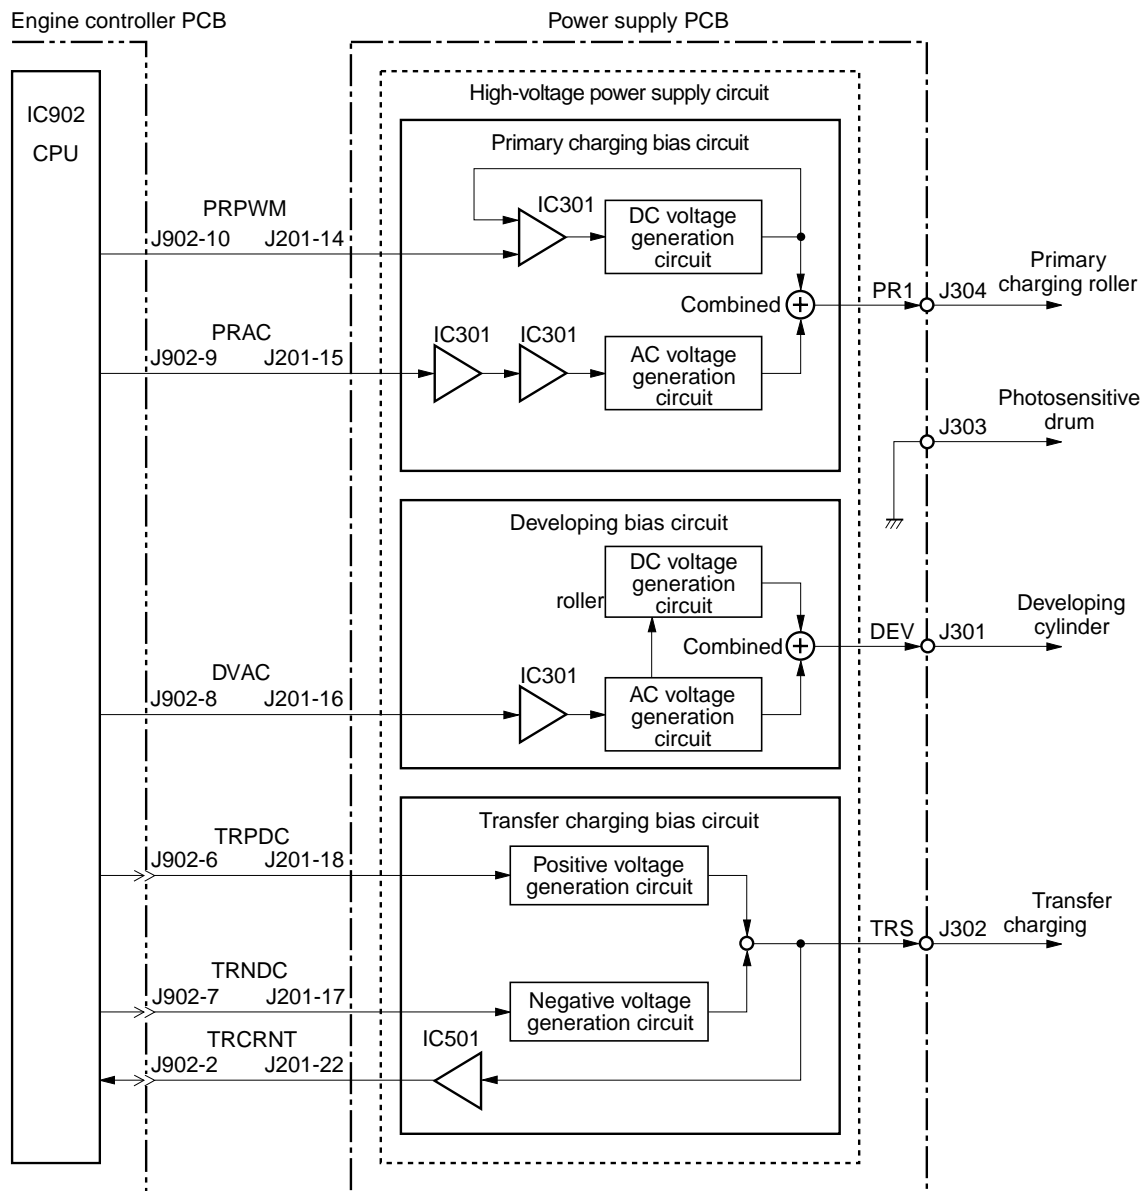 Engine controller PCB
Power supply PCB
IC902
CPU
High-voltage power supply circuit
Primary charging bias circuit
PRPWM
J902-10 J201-14
IC301
DC voltage
generation
circuit
Combined
PR1
J304
Primary
charging roller
PRAC
J902-9 J201-15
IC301
IC301
AC voltage
generation
circuit
J303
Photosensitive
drum
Developing bias circuit
DC voltage
generation
circuit
roller
Combined
DEV
J301
Developing
cylinder
DVAC
J902-8 J201-16
IC301
AC voltage
generation
circuit
Transfer charging bias circuit
TRPDC
J902-6 J201-18
Positive voltage
generation circuit
TRS
J302
Transfer
charging
TRNDC
J902-7 J201-17
Negative voltage
generation circuit
TRCRNT
J902-2 J201-22
IC501